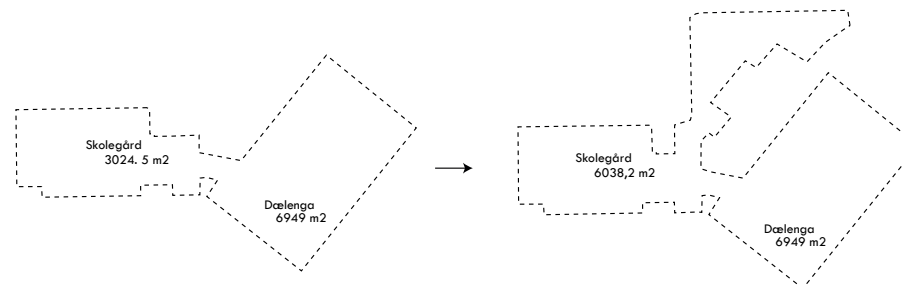 Skolegård
3024. 5 m2
Dælenga
6949 m2
Skolegård
6038,2 m2
Dælenga
6949 m2